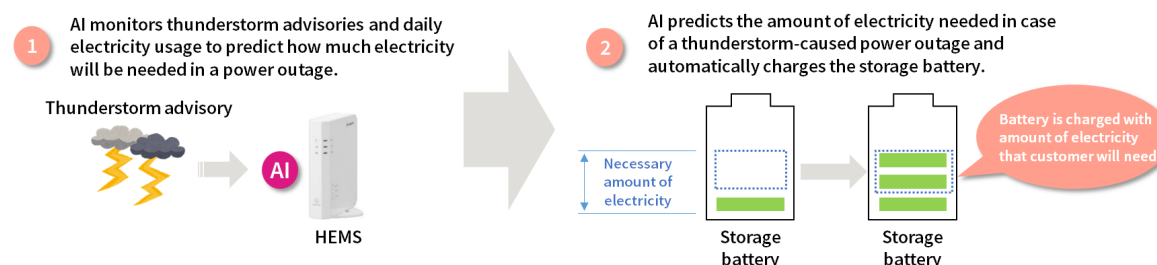 1
AI monitors thunderstorm advisories and daily
electricity usage to predict how much electricity
will be needed in a power outage.
Thunderstorm advisory
AI
HEMS
2
AI predicts the amount of electricity needed in case
of a thunderstorm-caused power outage and
automatically charges the storage battery.
Necessary
amount of
electricity
Storage
battery
Storage
battery
Battery is charged with
amount of electricity
that customer will need